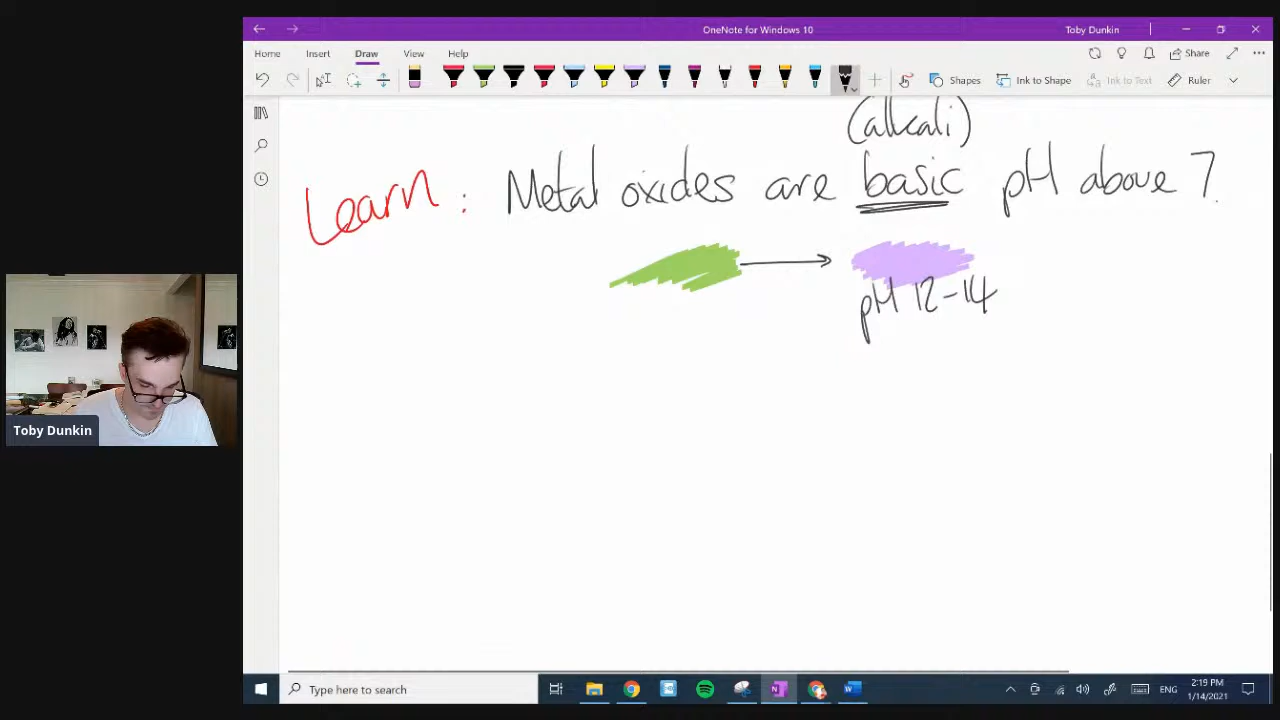 OneNote for Windows 10
Toby Dunkin
Home Insert Draw View Help
Share
Shapes
Ink to Shape
Ink to Text
Ruler
(alkali)
Learn : Metal oxides are basic pH above 7.
pH 12-14
Toby Dunkin
Type here to search
ENG
2:19 PM
1/14/2021